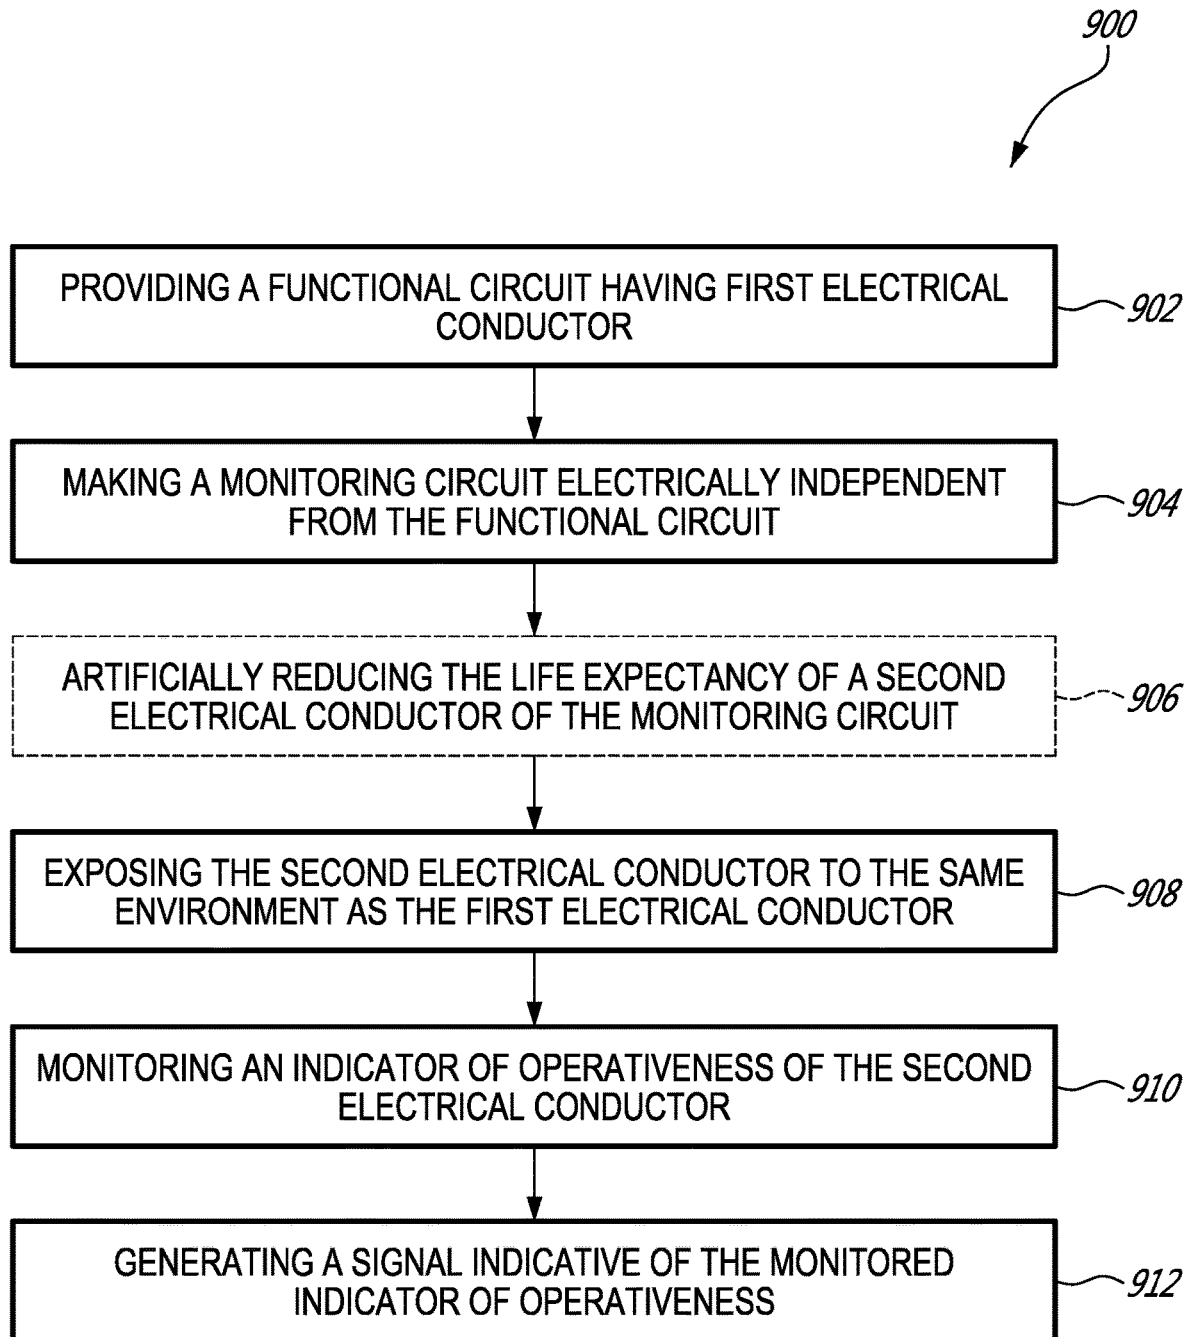 900
PROVIDING A FUNCTIONAL CIRCUIT HAVING FIRST ELECTRICAL
CONDUCTOR
902
MAKING A MONITORING CIRCUIT ELECTRICALLY INDEPENDENT
FROM THE FUNCTIONAL CIRCUIT
904
ARTIFICIALLY REDUCING THE LIFE EXPECTANCY OF A SECOND
ELECTRICAL CONDUCTOR OF THE MONITORING CIRCUIT
906
EXPOSING THE SECOND ELECTRICAL CONDUCTOR TO THE SAME
ENVIRONMENT AS THE FIRST ELECTRICAL CONDUCTOR
908
MONITORING AN INDICATOR OF OPERATIVENESS OF THE SECOND
ELECTRICAL CONDUCTOR
910
GENERATING A SIGNAL INDICATIVE OF THE MONITORED
INDICATOR OF OPERATIVENESS
912